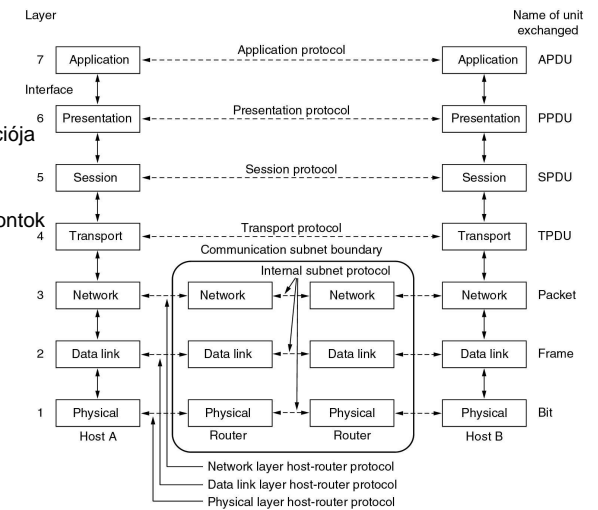 Layer
Name of unit
exchanged
7 Application Application protocol Application APDU
Interface
6 Presentation Presentation protocol Presentation PPDU
ciója
5 Session Session protocol Session SPDU
ontok
4 Transport Transport protocol Transport TPDU
Communication subnet boundary
Internal subnet protocol
3 Network Network Network Network Packet
2 Data link Data link Data link Data link Frame
1 Physical Physical Physical Physical Bit
Host A Router Router Host B
Network layer host-router protocol
Data link layer host-router protocol
Physical layer host-router protocol